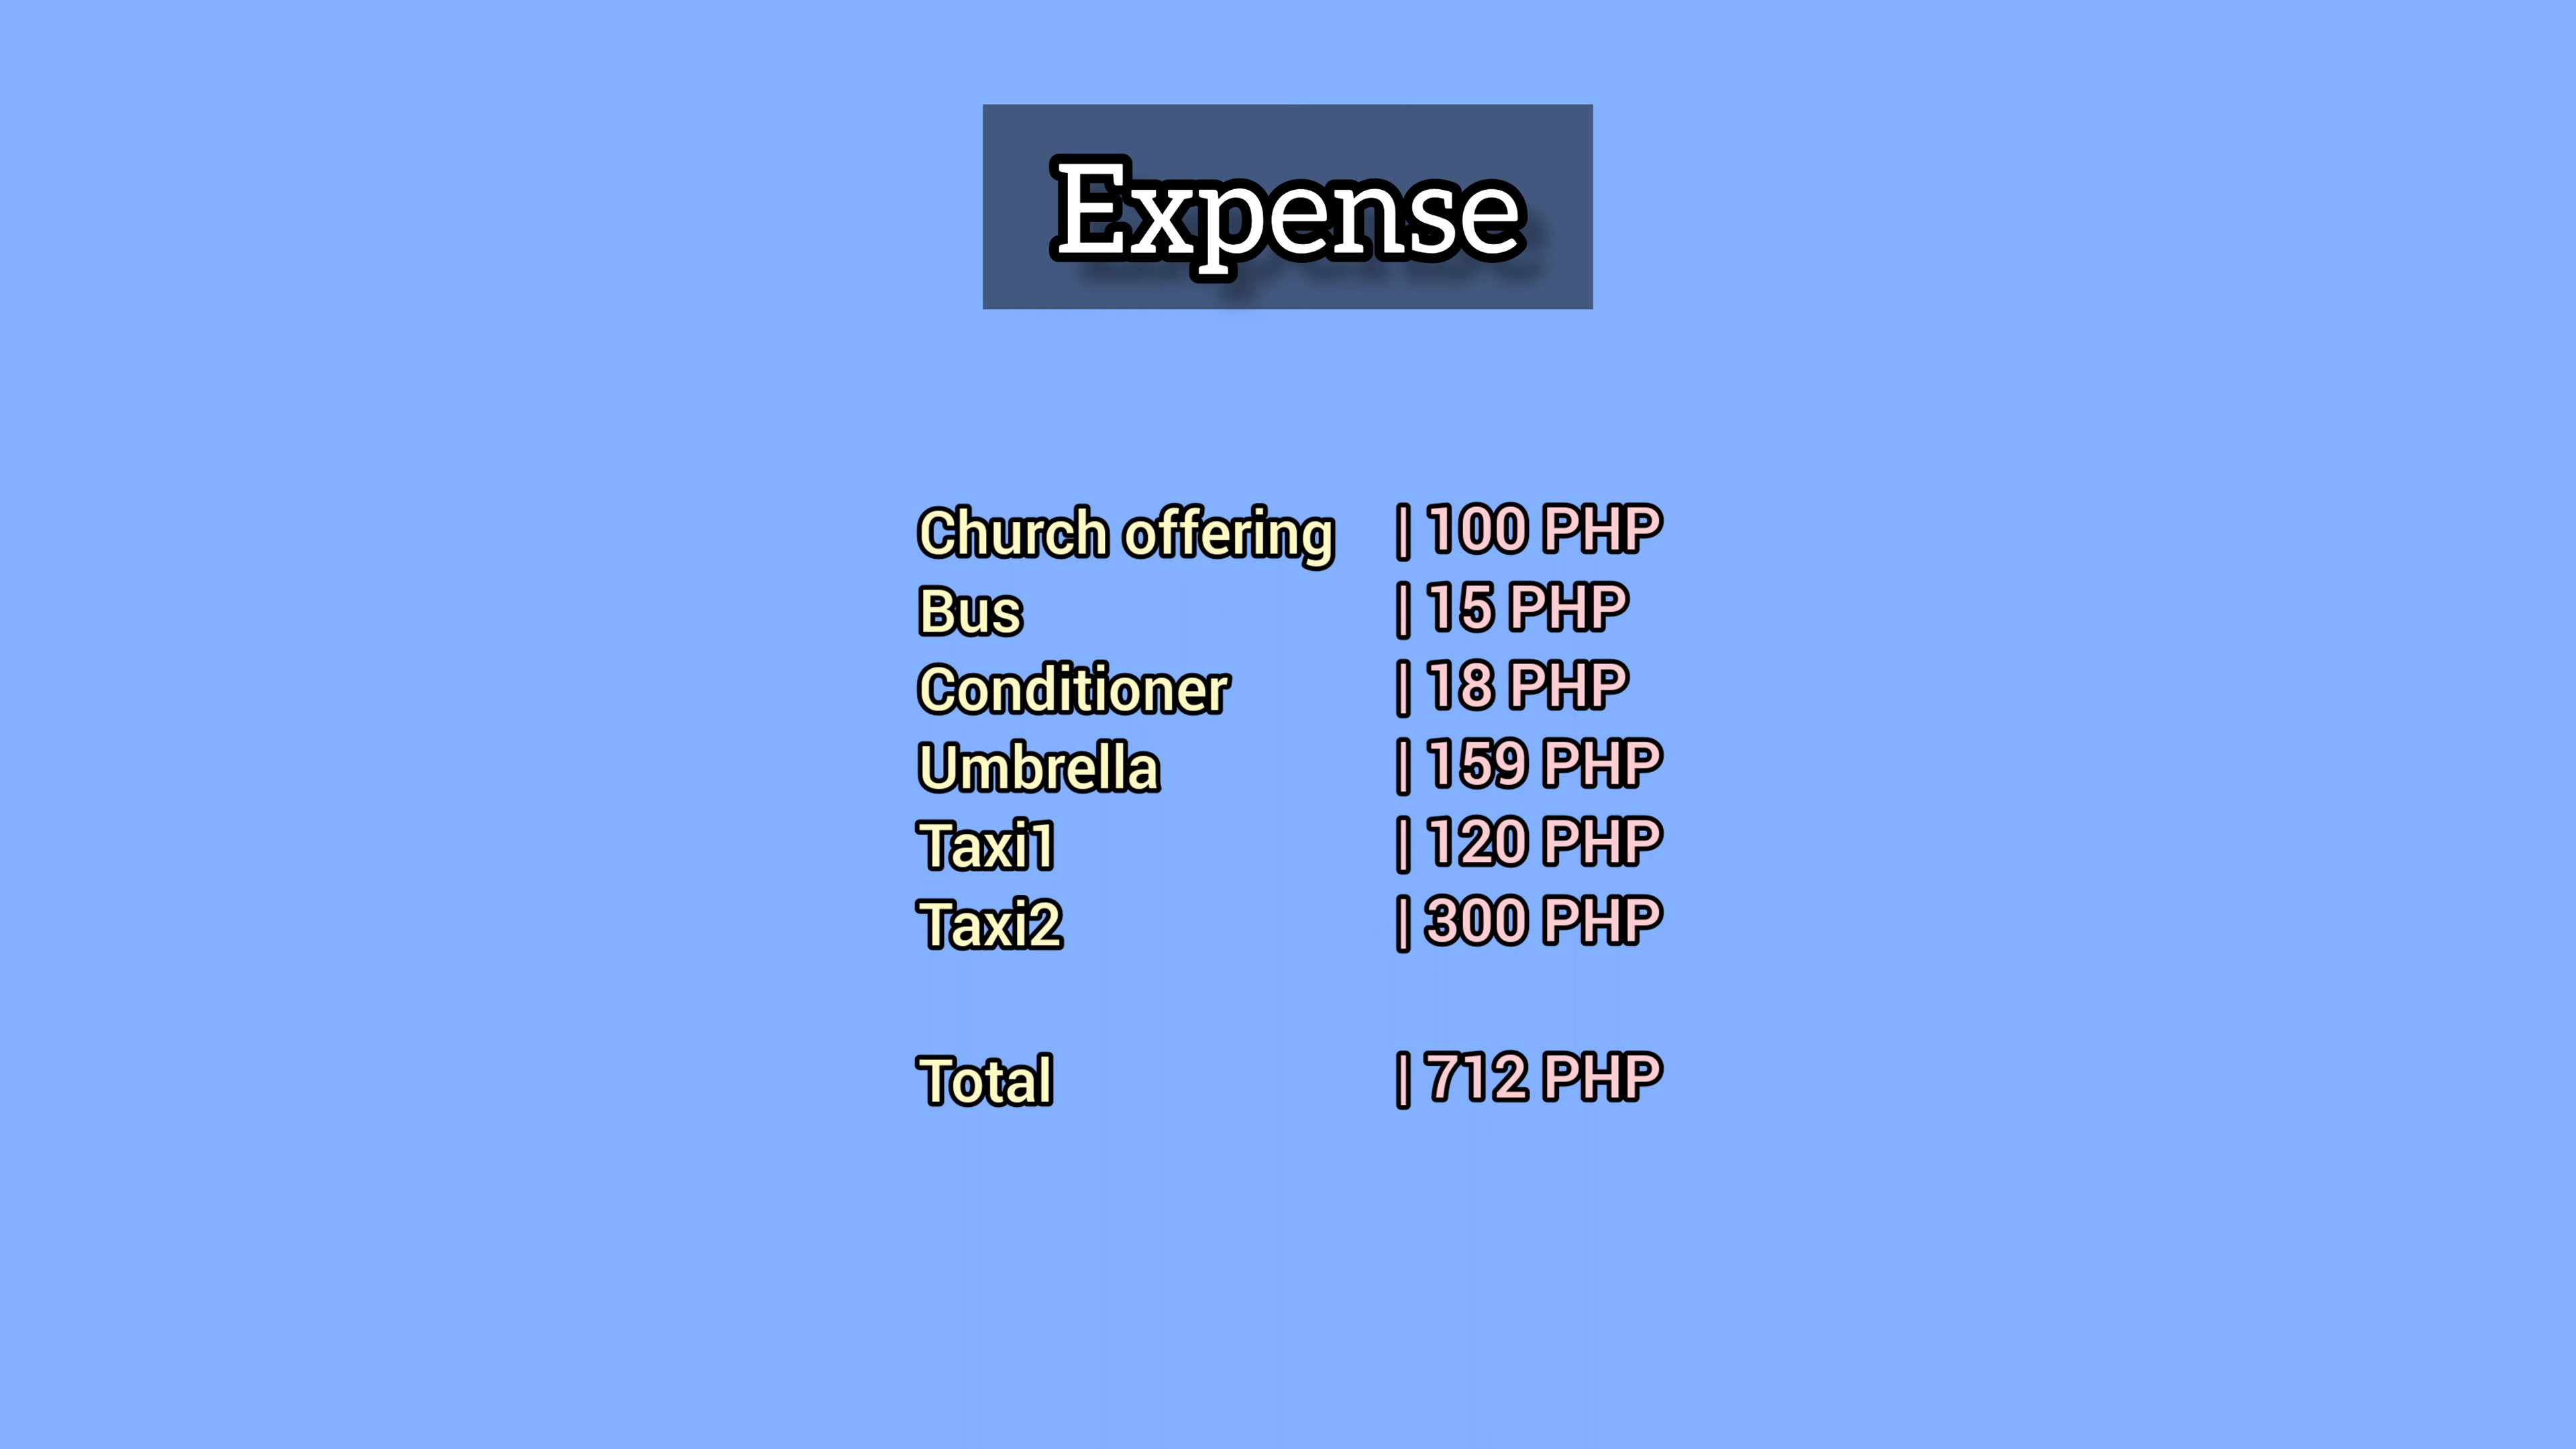 Expense
Church offering | 100 PHP
Bus | 15 PHP
Conditioner | 18 PHP
Umbrella | 159 PHP
Taxi1 | 120 PHP
Taxi2 | 300 PHP
Total | 712 PHP